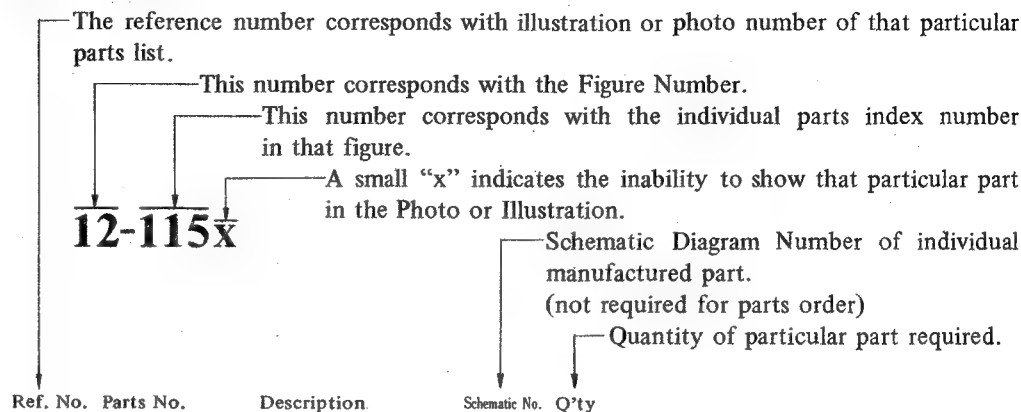 The reference number corresponds with illustration or photo number of that particular
parts list.
This number corresponds with the Figure Number.
This number corresponds with the individual parts index number
in that figure.
A small “x” indicates the inability to show that particular part
in the Photo or Illustration.
12-115x
Schematic Diagram Number of individual
manufactured part.
(not required for parts order)
Quantity of particular part required.
Ref. No. Parts No. Description Schematic No. Q’ty